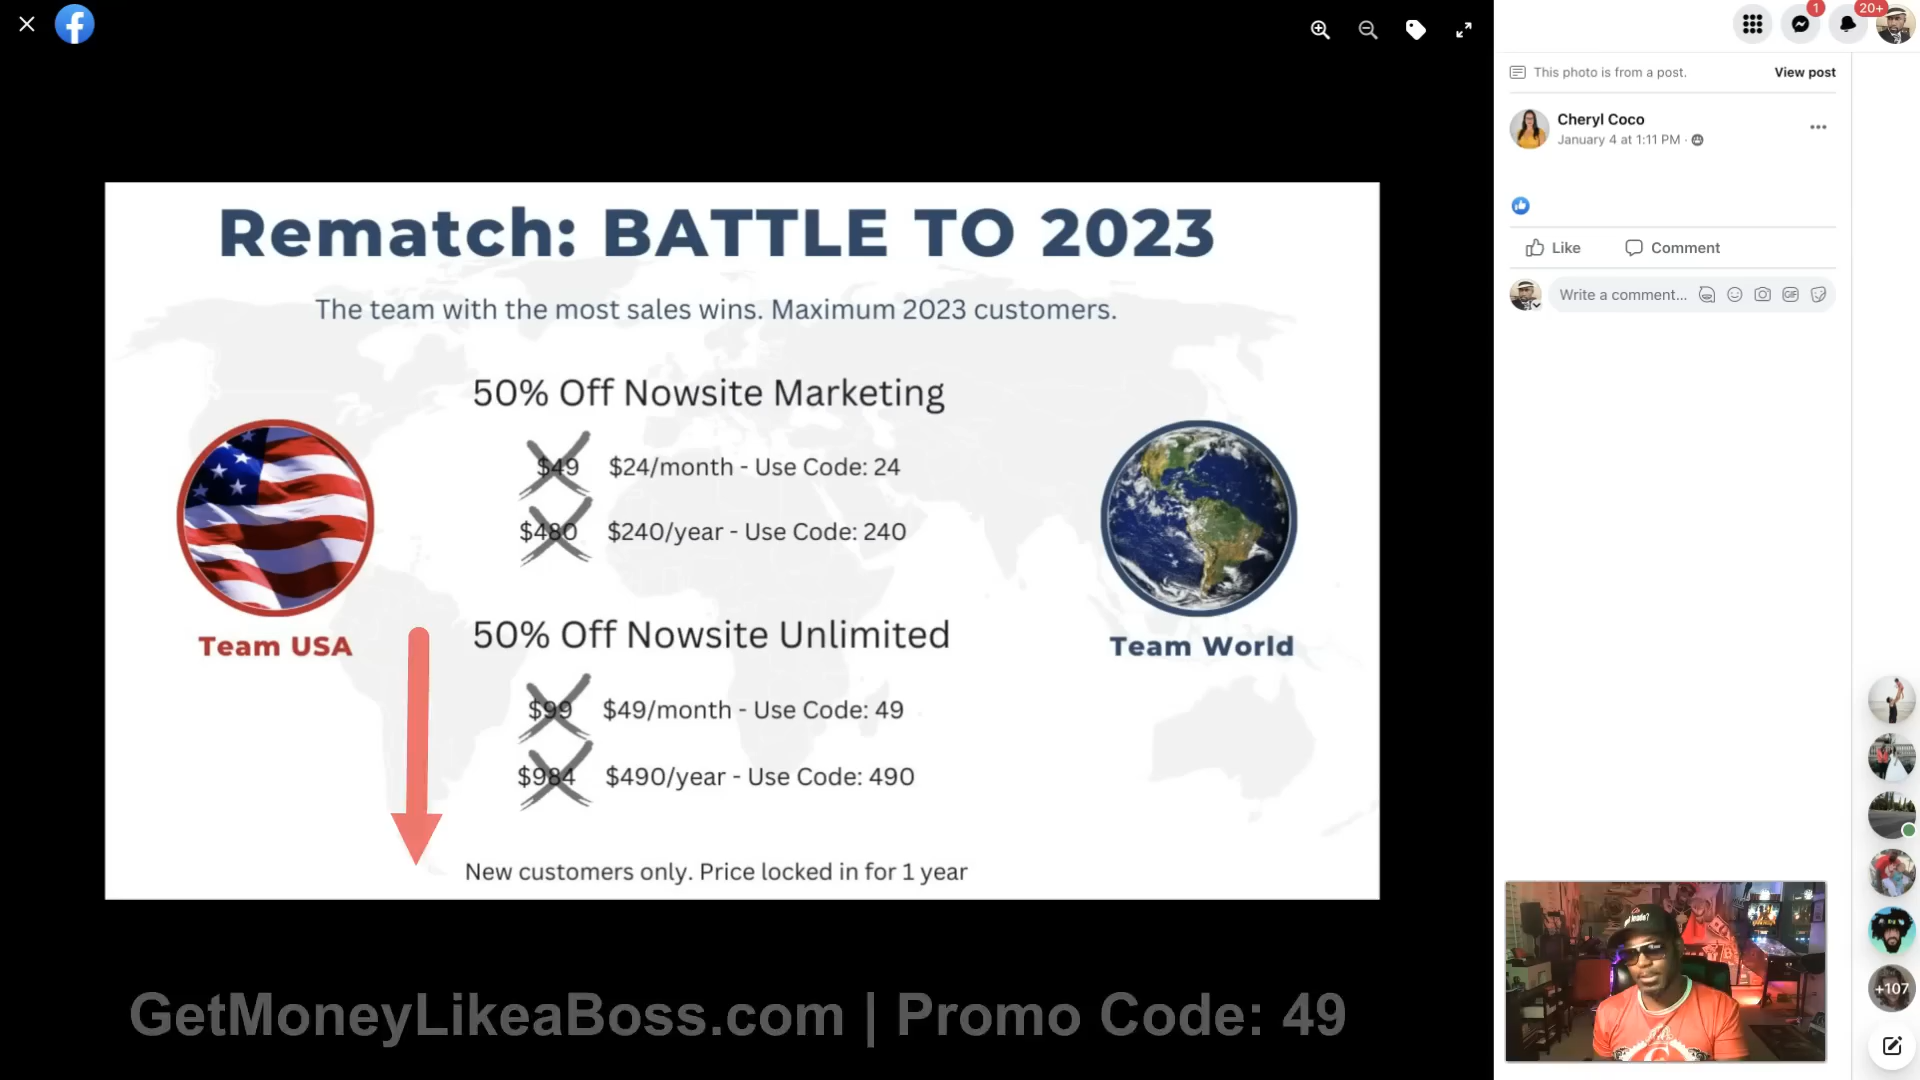 1
20+
This photo is from a post.
View post
Cheryl Coco
January 4 at 1:11 PM ·
Rematch: BATTLE TO 2023
The team with the most sales wins. Maximum 2023 customers.
50% Off Nowsite Marketing
$49 $24/month - Use Code: 24
$480 $240/year - Use Code: 240
Team USA
Team World
50% Off Nowsite Unlimited
$99 $49/month - Use Code: 49
$984 $490/year - Use Code: 490
New customers only. Price locked in for 1 year
Like
Comment
Write a comment...
GIF
+107
GetMoneyLikeaBoss.com | Promo Code: 49